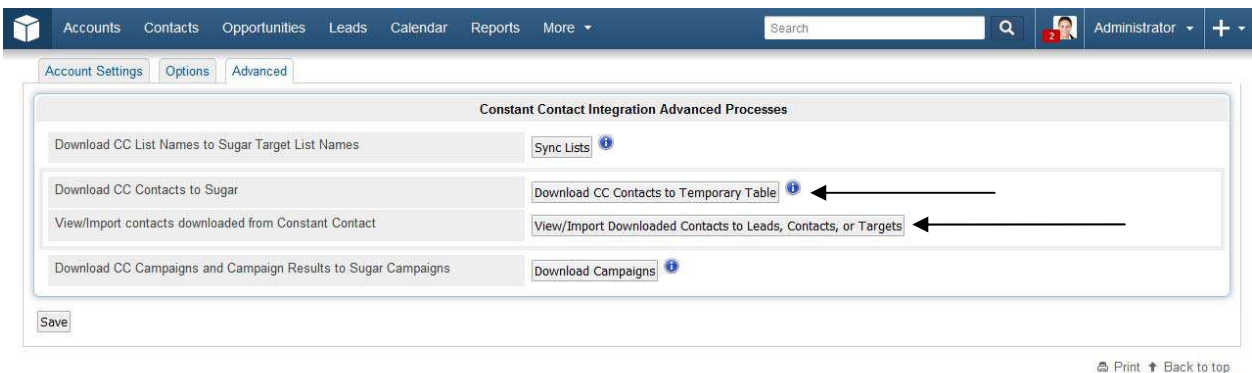 Accounts Contacts Opportunities Leads Calendar Reports More Search 2 Administrator
Account Settings Options Advanced
Constant Contact Integration Advanced Processes
Download CC List Names to Sugar Target List Names Sync Lists
Download CC Contacts to Sugar Download CC Contacts to Temporary Table
View/Import contacts downloaded from Constant Contact View/Import Downloaded Contacts to Leads, Contacts, or Targets
Download CC Campaigns and Campaign Results to Sugar Campaigns Download Campaigns
Save
Print Back to top